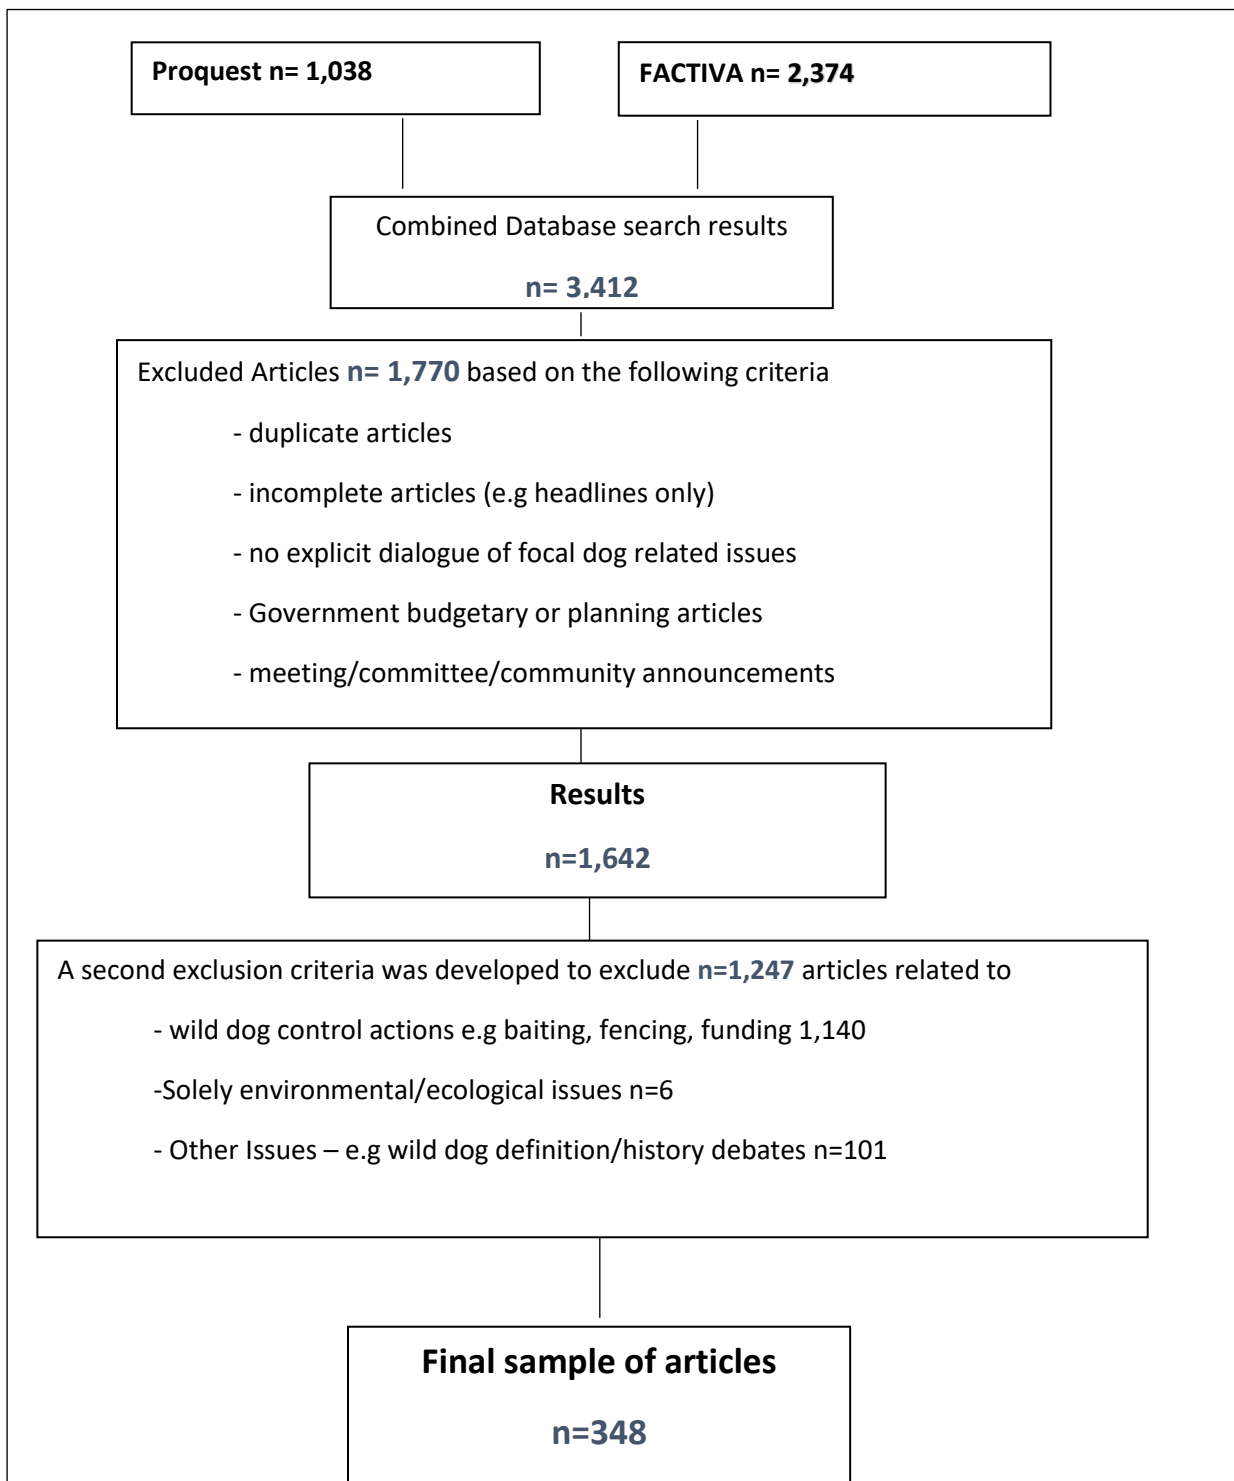 Proquest n= 1,038
FACTIVA n= 2,374
Combined Database search results
n= 3,412
Excluded Articles n= 1,770 based on the following criteria
- duplicate articles
- incomplete articles (e.g headlines only)
- no explicit dialogue of focal dog related issues
- Government budgetary or planning articles
- meeting/committee/community announcements
Results
n=1,642
A second exclusion criteria was developed to exclude n=1,247 articles related to
- wild dog control actions e.g baiting, fencing, funding 1,140
-Solely environmental/ecological issues n=6
- Other Issues – e.g wild dog definition/history debates n=101
Final sample of articles
n=348